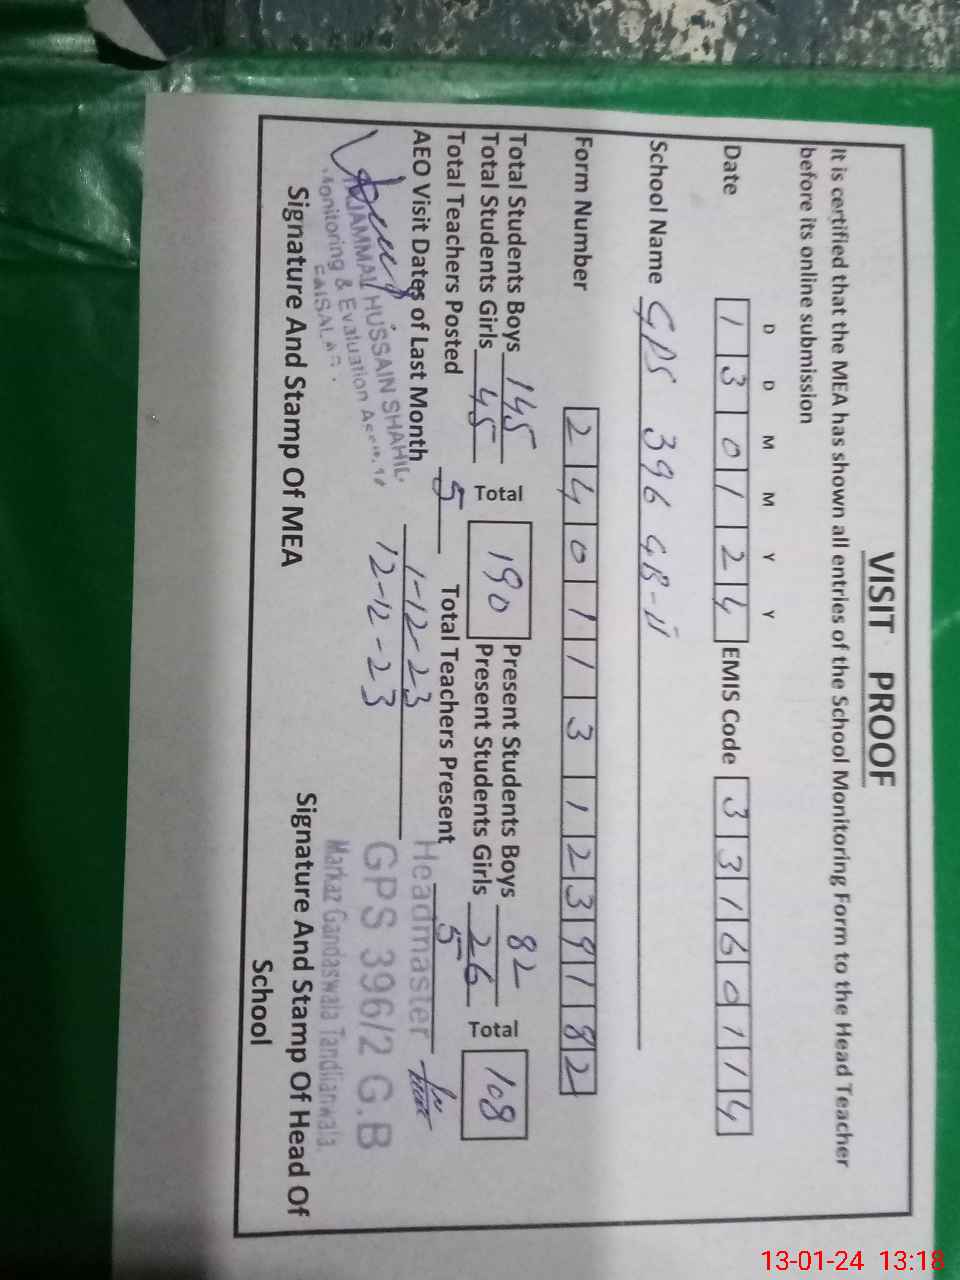 VISIT PROOF
It is certified that the MEA has shown all entries of the School Monitoring Form to the Head Teacher
before its online submission
D D M M Y Y
Date 1 3 0 1 2 4 EMIS Code 3 3 1 6 0 1 1 4
School Name GPS 396 GB-ii
Form Number 2 4 0 1 1 3 1 2 3 9 1 8 2
Total Students Boys 145 Present Students Boys 82
Total Students Girls 45 Total 190 Present Students Girls 26 Total 108
Total Teachers Posted 5 Total Teachers Present 5
AEO Visit Dates of Last Month 1-12-23
12-12-23
HUSSAIN SHAHIL
Monitoring & Evaluation
Headmaster
GPS 396/2 G.B
Markaz Gandaswala Tandlianwala.
Signature And Stamp Of MEA
Signature And Stamp Of Head Of
School
13-01-24 13:18